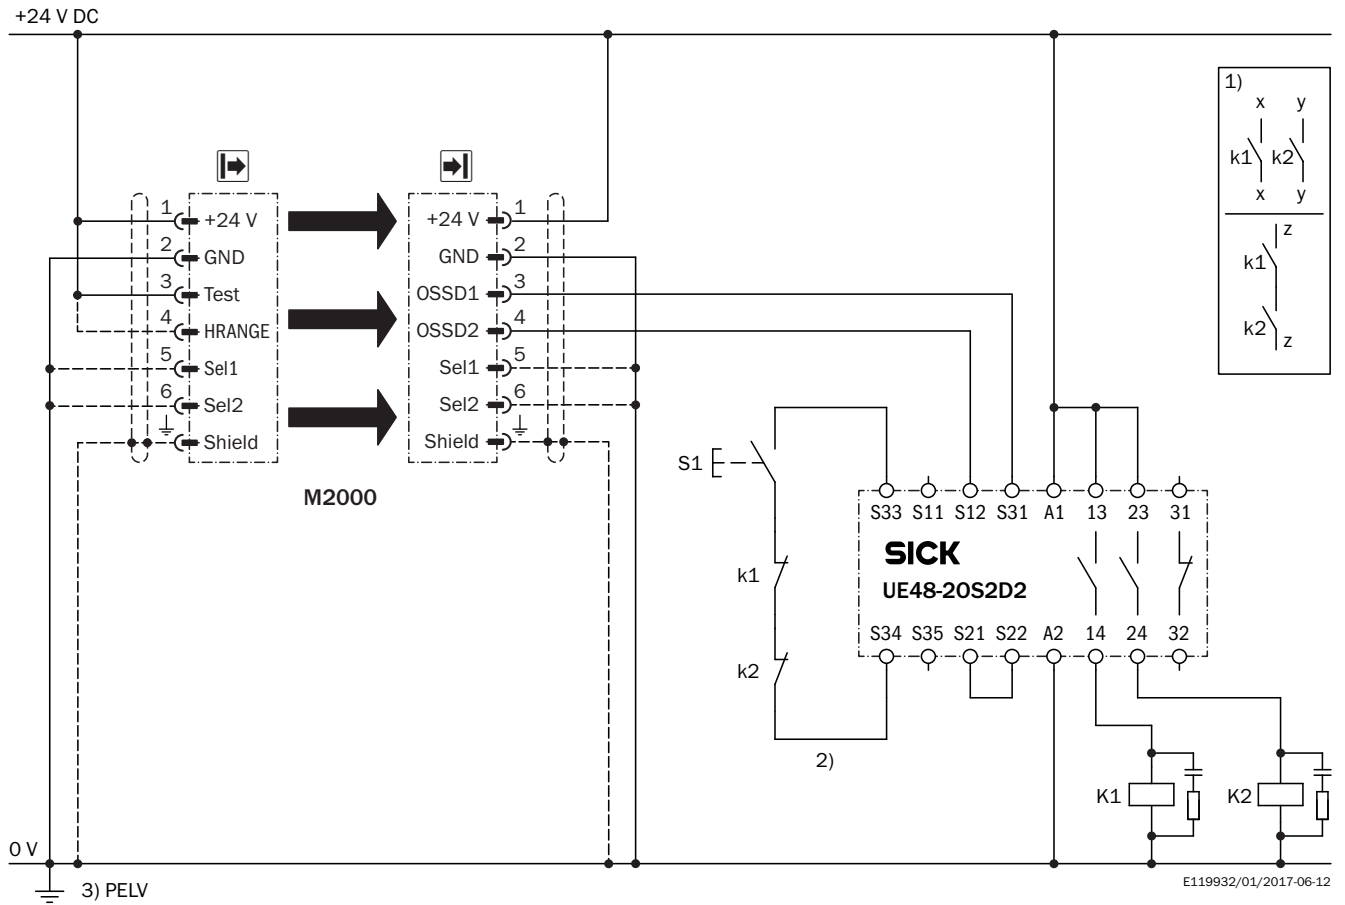 +24 V DC
1)
x y
k1 k2
x y
z
k1
k2
z
1 +24 V
2 GND
3 Test
4 HRANGE
5 Sel1
6 Sel2
Shield
+24 V 1
GND 2
OSSD1 3
OSSD2 4
Sel1 5
Sel2 6
Shield
M2000
S1
k1
k2
2)
S33 S11 S12 S31 A1 13 23 31
SICK
UE48-2OS2D2
S34 S35 S21 S22 A2 14 24 32
K1
K2
0 V
3) PELV
E119932/01/2017-06-12